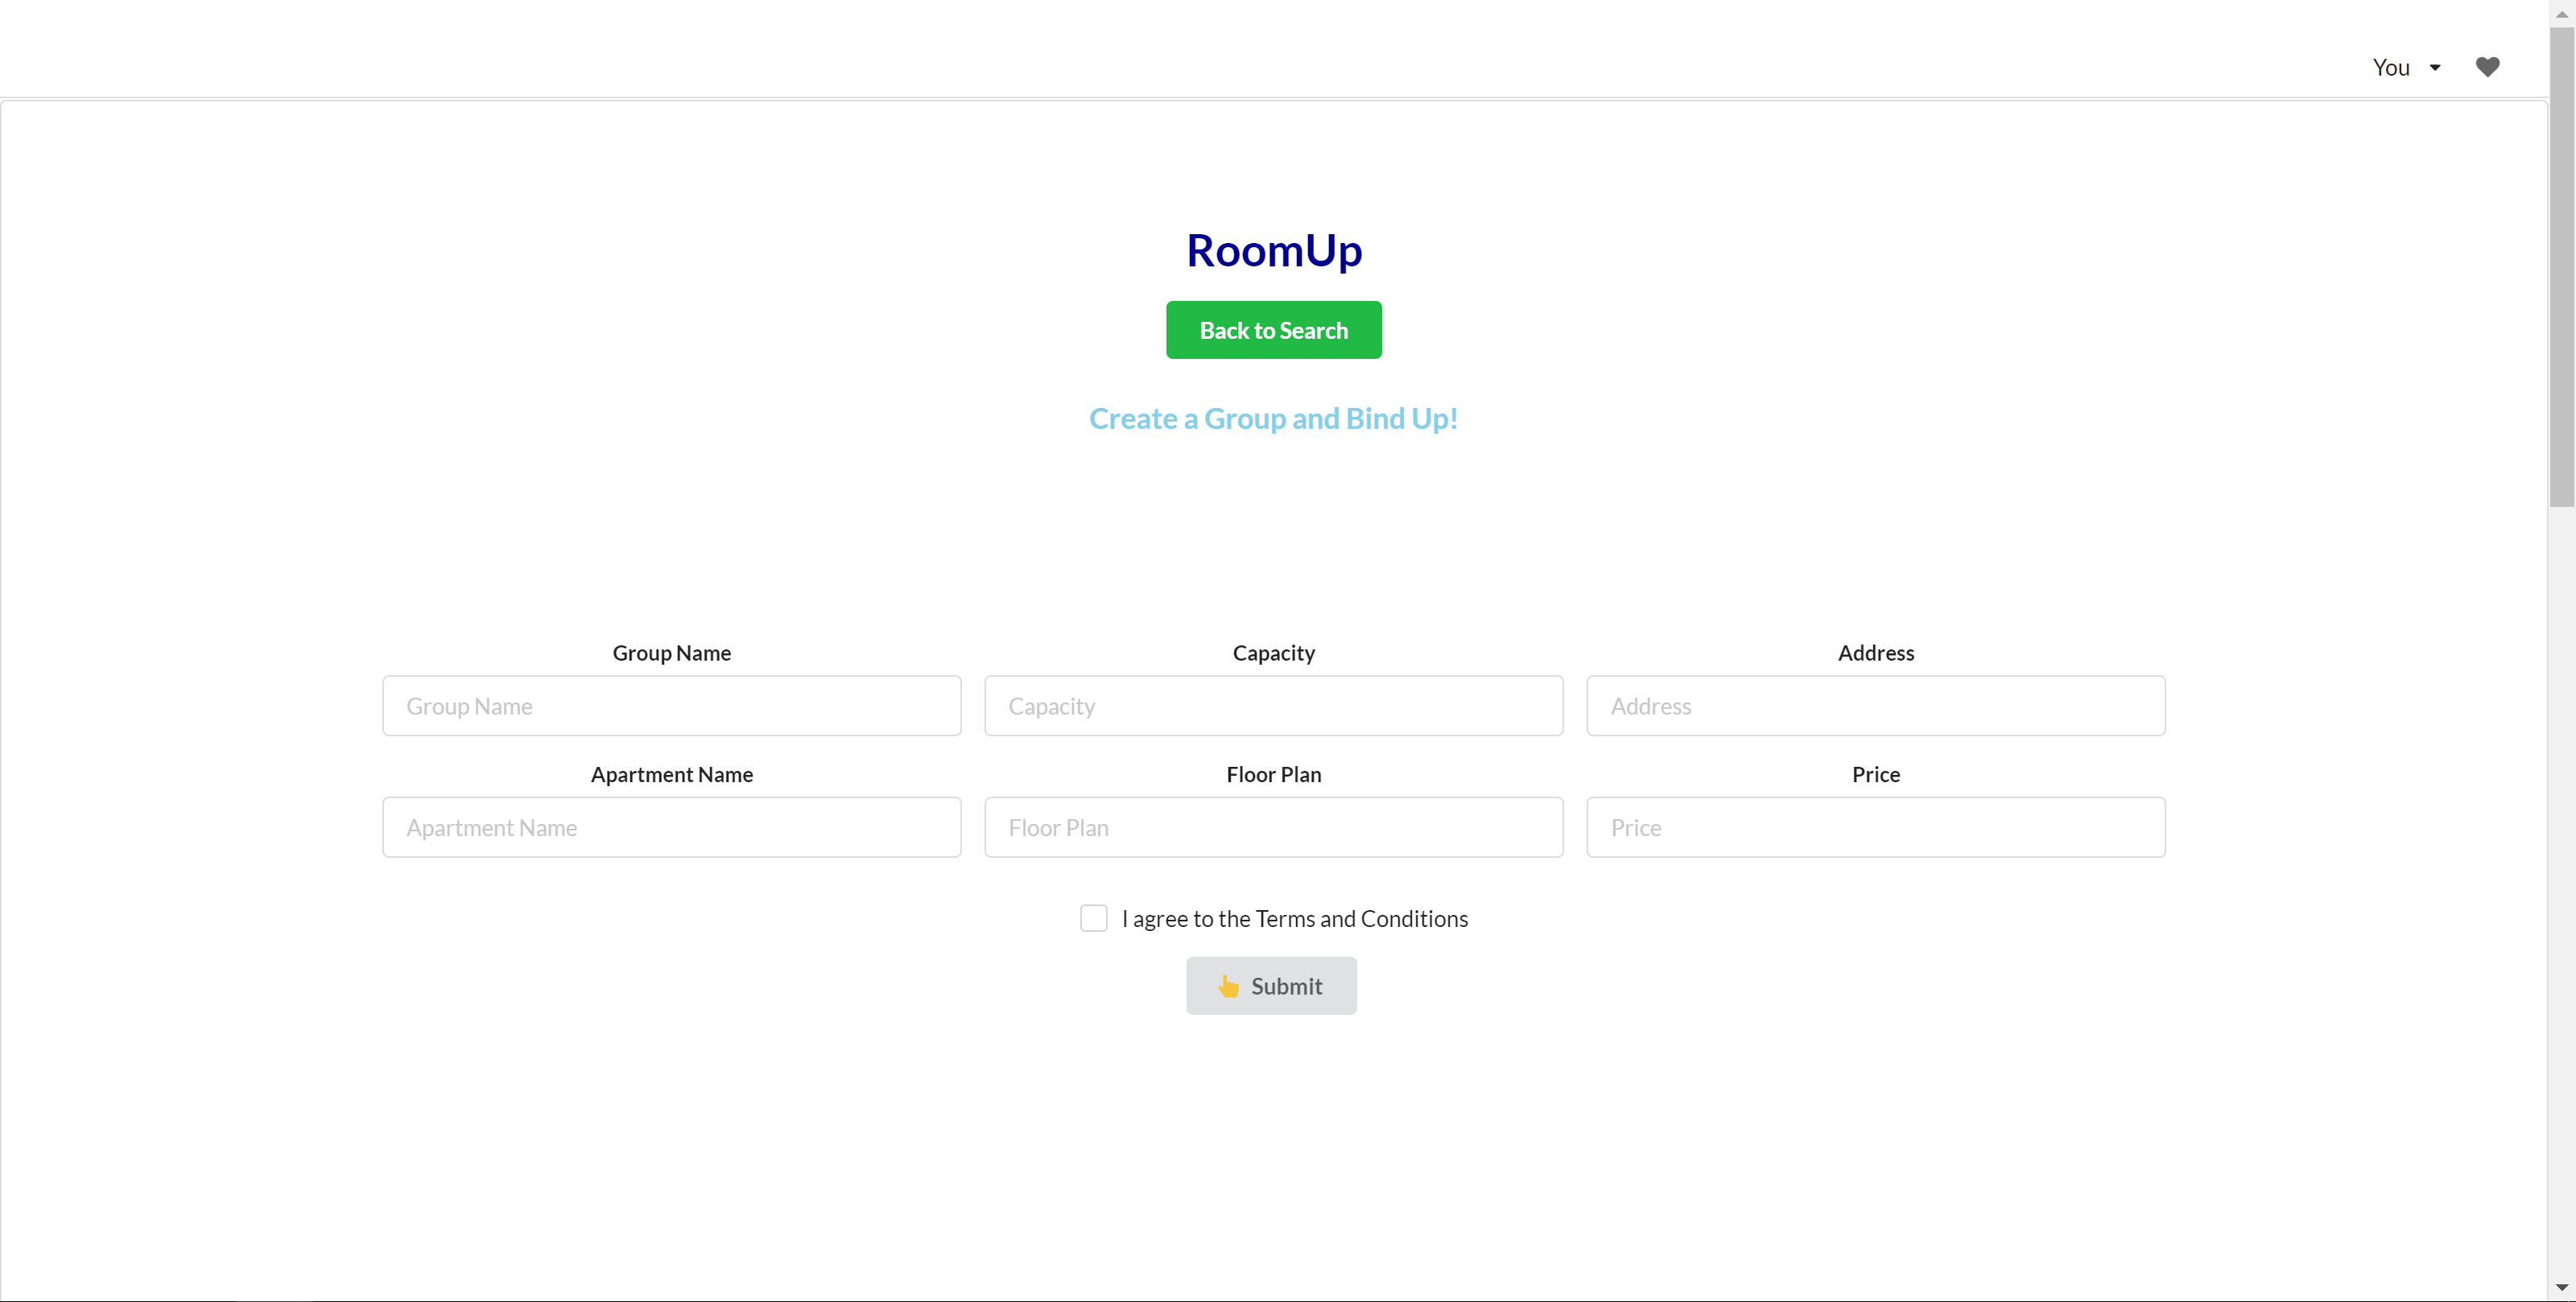 You
RoomUp
Back to Search
Create a Group and Bind Up!
Group Name Capacity Address
Group Name Capacity Address
Apartment Name Floor Plan Price
Apartment Name Floor Plan Price
I agree to the Terms and Conditions
Submit